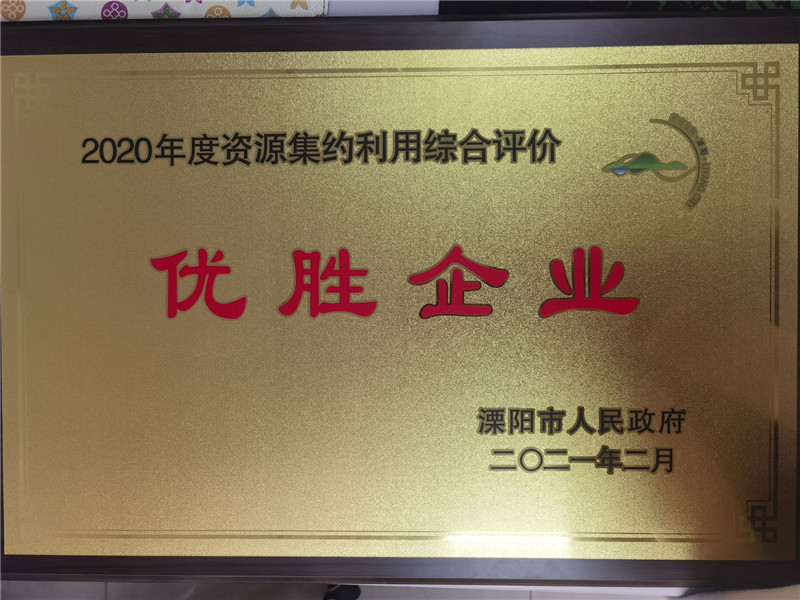 2020年度资源集约利用综合评价
优胜企业
溧阳市人民政府
二〇二一年二月